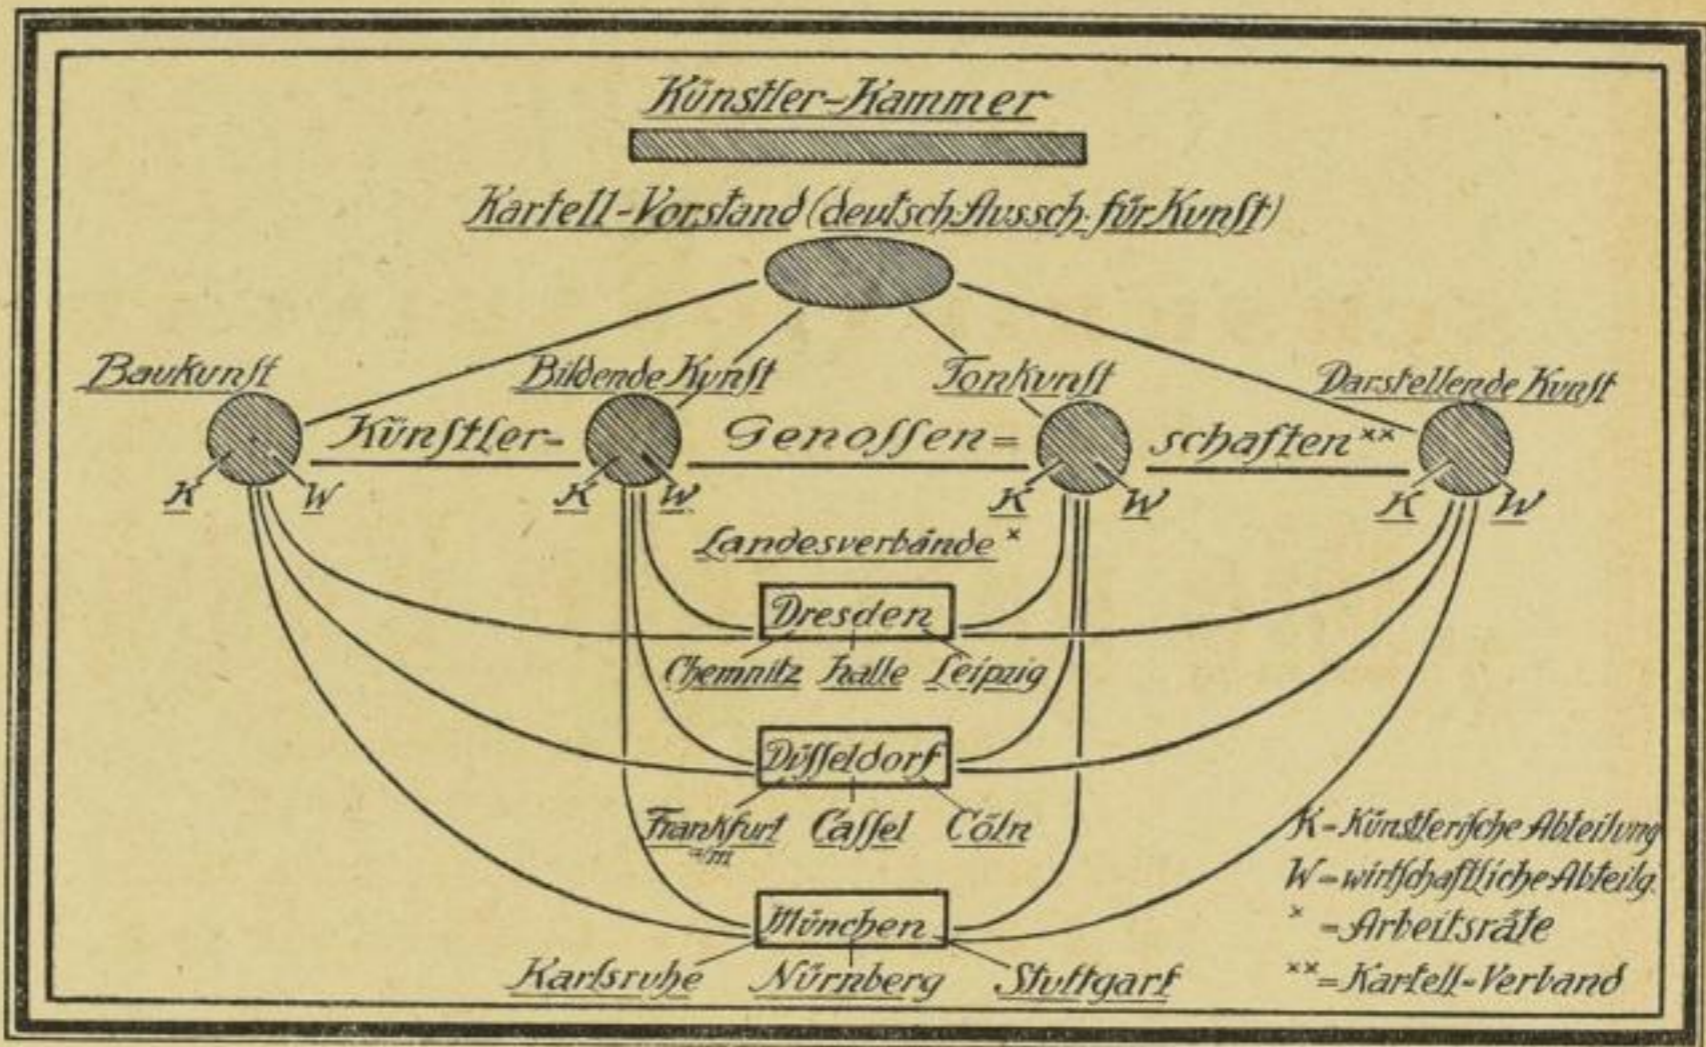 Künstler-Kammer
Kartell-Vorstand (deutsch. Aussch. für Kunst)
Baukunst
Bildende Kunst
Tonkunst
Darstellende Kunst
Künstler-
Genossen=
schaften ××
K W
K W
K W
K W
Landesverbände ×
Dresden
Chemnitz Halle Leipzig
Düsseldorf
Frankfurt a/m Cassel Cöln
München
Karlsruhe Nürnberg Stuttgart
K = Künstlerische Abteilung
W = wirtschaftliche Abteilg.
× = Arbeitsräte
×× = Kartell=Verband